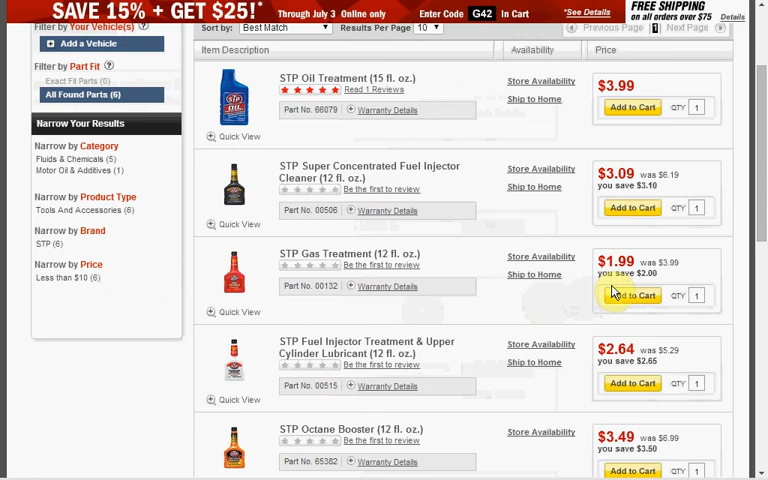 SAVE 15% + GET $25!*
Through July 3 Online only
Enter Code G42 In Cart
*See Details
FREE SHIPPING
on all orders over $75 Details
Filter by Your Vehicle(s) ?
Add a Vehicle
Filter by Part Fit ?
Exact Fit Parts (0)
All Found Parts (6)
Narrow Your Results
Narrow by Category
Fluids & Chemicals (5)
Motor Oil & Additives (1)
Narrow by Product Type
Tools And Accessories (6)
Narrow by Brand
STP (6)
Narrow by Price
Less than $10 (6)
Sort by: Best Match Results Per Page 10
Previous Page 1 Next Page
Item Description Availability Price
STP Oil Treatment (15 fl. oz.)
Read 1 Reviews
Part No. 66079 Warranty Details
Quick View
Store Availability
Ship to Home
$3.99
Add to Cart QTY 1
STP Super Concentrated Fuel Injector
Cleaner (12 fl. oz.)
Be the first to review
Part No. 00506 Warranty Details
Quick View
Store Availability
Ship to Home
$3.09 was $6.19
you save $3.10
Add to Cart QTY 1
STP Gas Treatment (12 fl. oz.)
Be the first to review
Part No. 00132 Warranty Details
Quick View
Store Availability
Ship to Home
$1.99 was $3.99
you save $2.00
Add to Cart QTY 1
STP Fuel Injector Treatment & Upper
Cylinder Lubricant (12 fl. oz.)
Be the first to review
Part No. 00515 Warranty Details
Quick View
Store Availability
Ship to Home
$2.64 was $5.29
you save $2.65
Add to Cart QTY 1
STP Octane Booster (12 fl. oz.)
Be the first to review
Part No. 65382 Warranty Details
Store Availability
$3.49 was $6.99
you save $3.50
Add to Cart QTY 1